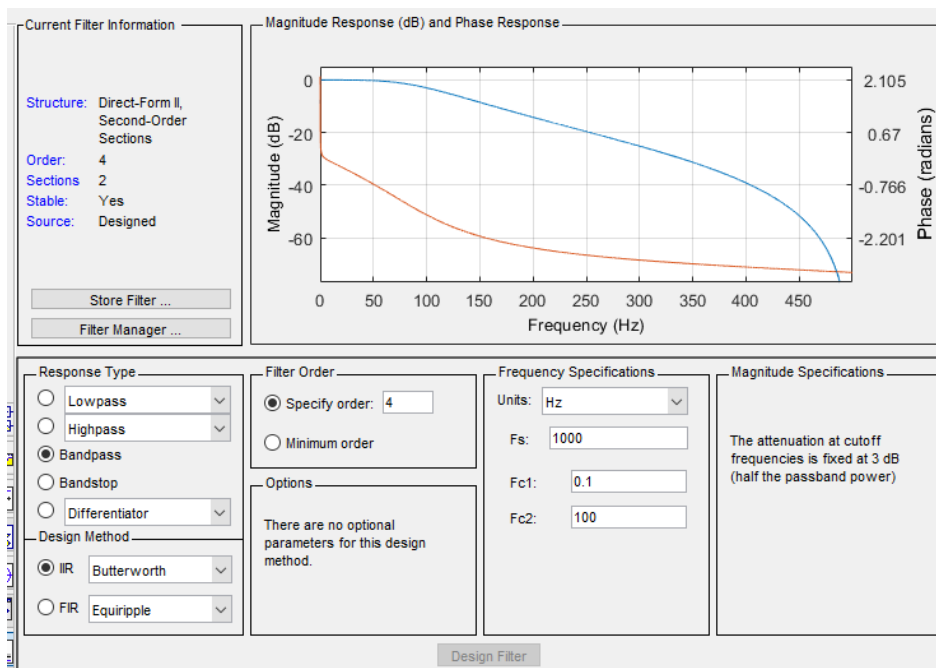 Current Filter Information
Structure: Direct-Form II,
Second-Order
Sections
Order: 4
Sections 2
Stable: Yes
Source: Designed
Store Filter ...
Filter Manager ...
Magnitude Response (dB) and Phase Response
Magnitude (dB)
0
-20
-40
-60
2.105
0.67
-0.766
-2.201
Phase (radians)
0 50 100 150 200 250 300 350 400 450
Frequency (Hz)
Response Type
Lowpass
Highpass
Bandpass
Bandstop
Differentiator
Design Method
IIR Butterworth
FIR Equiripple
Filter Order
Specify order: 4
Minimum order
Options
There are no optional
parameters for this design
method.
Frequency Specifications
Units: Hz
Fs: 1000
Fc1: 0.1
Fc2: 100
Magnitude Specifications
The attenuation at cutoff
frequencies is fixed at 3 dB
(half the passband power)
Design Filter